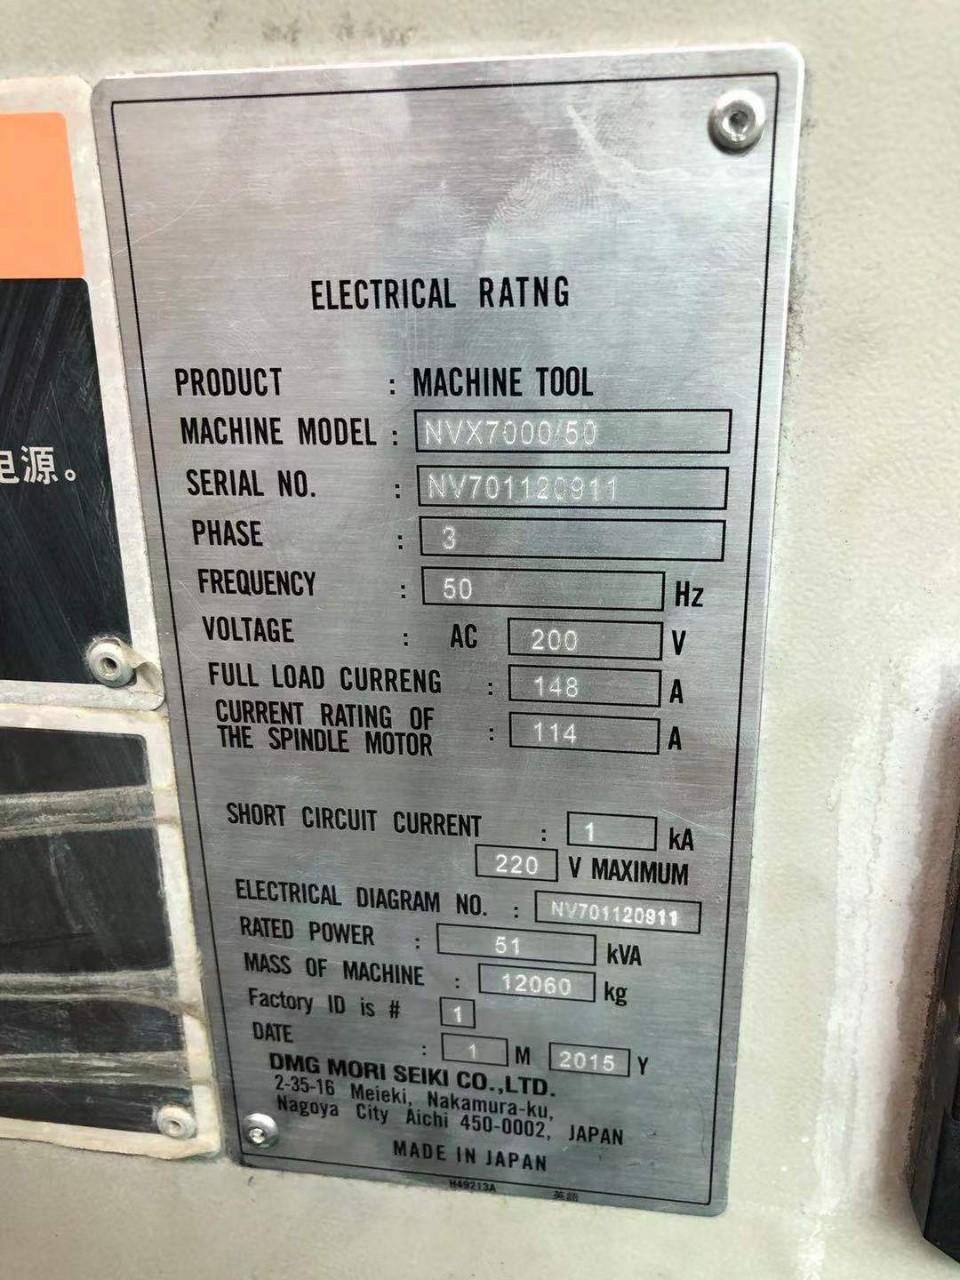 ELECTRICAL RATNG
PRODUCT : MACHINE TOOL
MACHINE MODEL : NVX7000/50
SERIAL NO. : NV701120911
PHASE : 3
FREQUENCY : 50 Hz
VOLTAGE : AC 200 V
FULL LOAD CURRENG : 148 A
CURRENT RATING OF
THE SPINDLE MOTOR : 114 A
SHORT CIRCUIT CURRENT : 1 kA
220 V MAXIMUM
ELECTRICAL DIAGRAM NO. : NV701120911
RATED POWER : 51 kVA
MASS OF MACHINE : 12060 kg
Factory ID is # 1
DATE : 1 M 2015 Y
DMG MORI SEIKI CO.,LTD.
2-35-16 Meieki, Nakamura-ku,
Nagoya City Aichi 450-0002, JAPAN
MADE IN JAPAN
H49213A 英語
源。